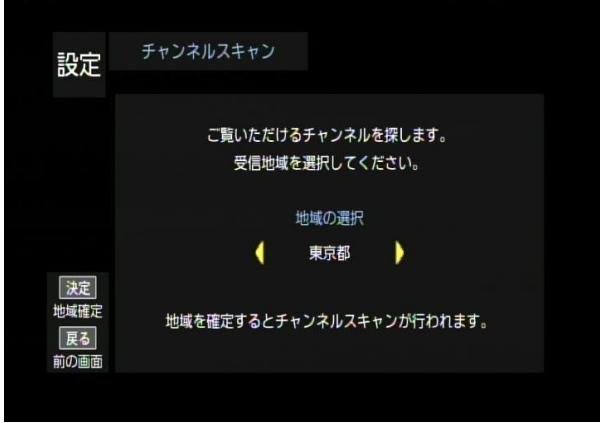 設定
チャンネルスキャン
ご覧いただけるチャンネルを探します。
受信地域を選択してください。
地域の選択
東京都
地域を確定するとチャンネルスキャンが行われます。
決定
地域確定
戻る
前の画面